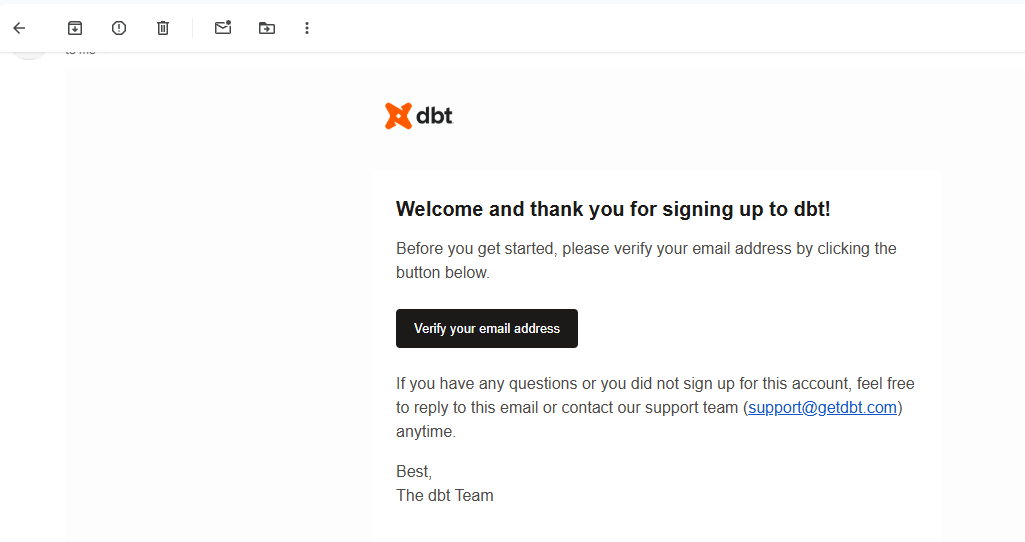 dbt
Welcome and thank you for signing up to dbt!
Before you get started, please verify your email address by clicking the
button below.
Verify your email address
If you have any questions or you did not sign up for this account, feel free
to reply to this email or contact our support team (support@getdbt.com)
anytime.
Best,
The dbt Team